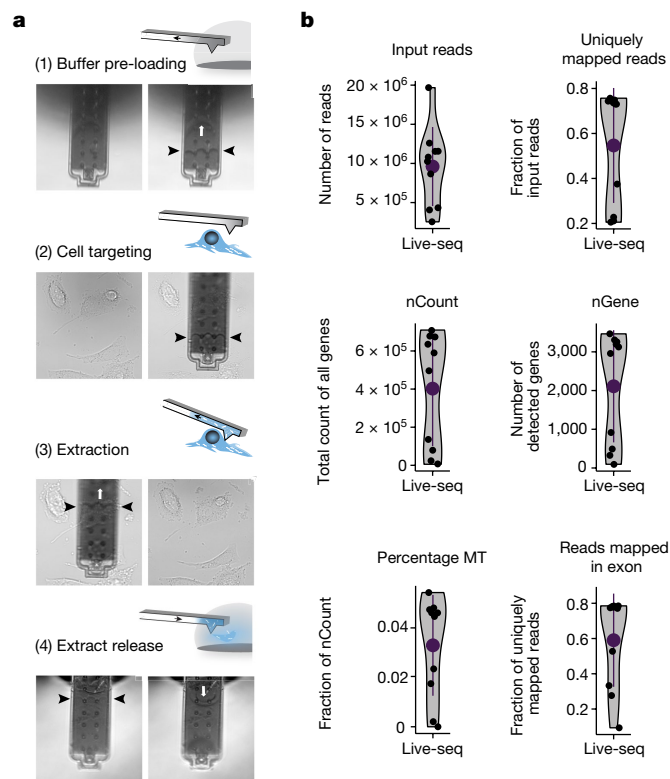 a
(1) Buffer pre-loading
(2) Cell targeting
(3) Extraction
(4) Extract release
b
Input reads
Number of reads
20 × 10⁶
15 × 10⁶
10 × 10⁶
5 × 10⁵
Live-seq
Uniquely
mapped reads
Fraction of
input reads
0.8
0.6
0.4
0.2
Live-seq
nCount
Total count of all genes
6 × 10⁵
4 × 10⁵
2 × 10⁵
0
Live-seq
nGene
Number of
detected genes
3,000
2,000
1,000
0
Live-seq
Percentage MT
Fraction of nCount
0.04
0.02
0
Live-seq
Reads mapped
in exon
Fraction of uniquely
mapped reads
0.8
0.6
0.4
0.2
Live-seq